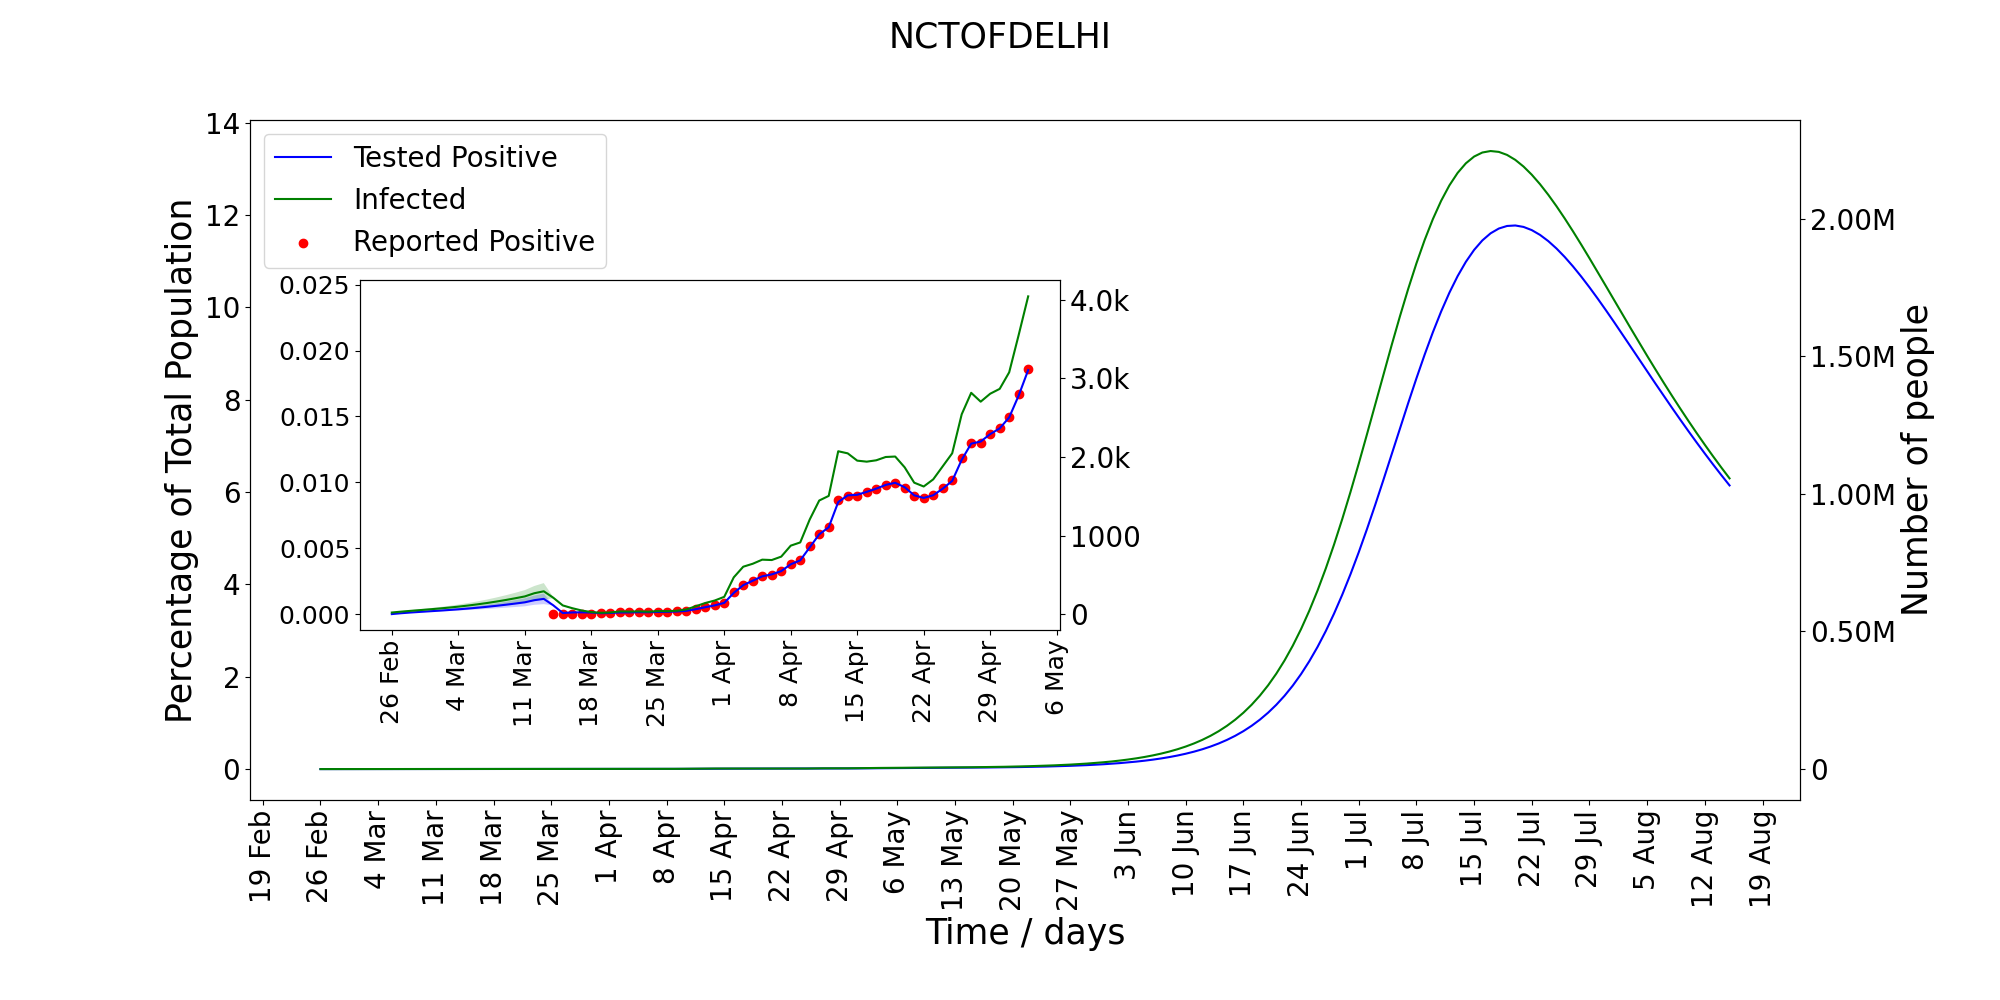 NCTOFDELHI
Tested Positive
Infected
Reported Positive
Percentage of Total Population
14
12
10
8
6
4
2
0
Number of people
2.00M
1.50M
1.00M
0.50M
0
0.025
0.020
0.015
0.010
0.005
0.000
4.0k
3.0k
2.0k
1000
0
26 Feb
4 Mar
11 Mar
18 Mar
25 Mar
1 Apr
8 Apr
15 Apr
22 Apr
29 Apr
6 May
19 Feb
26 Feb
4 Mar
11 Mar
18 Mar
25 Mar
1 Apr
8 Apr
15 Apr
22 Apr
29 Apr
6 May
13 May
20 May
27 May
3 Jun
10 Jun
17 Jun
24 Jun
1 Jul
8 Jul
15 Jul
22 Jul
29 Jul
5 Aug
12 Aug
19 Aug
Time / days